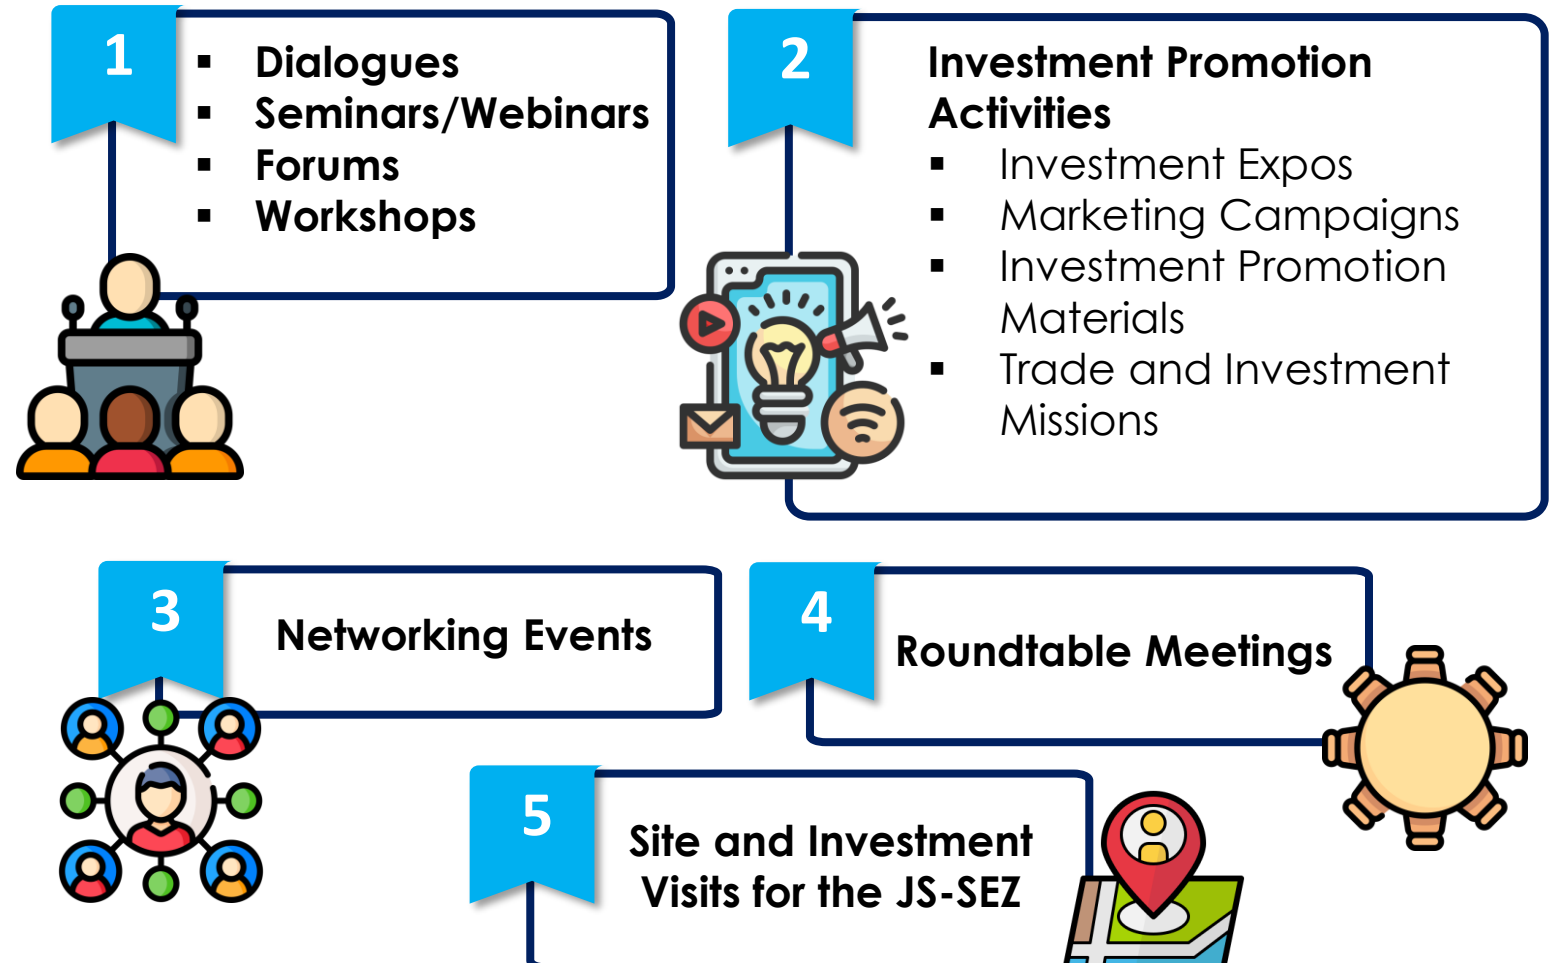 1
▪ Dialogues
▪ Seminars/Webinars
▪ Forums
▪ Workshops
2
Investment Promotion
Activities
▪ Investment Expos
▪ Marketing Campaigns
▪ Investment Promotion
Materials
▪ Trade and Investment
Missions
3
Networking Events
4
Roundtable Meetings
5
Site and Investment
Visits for the JS-SEZ